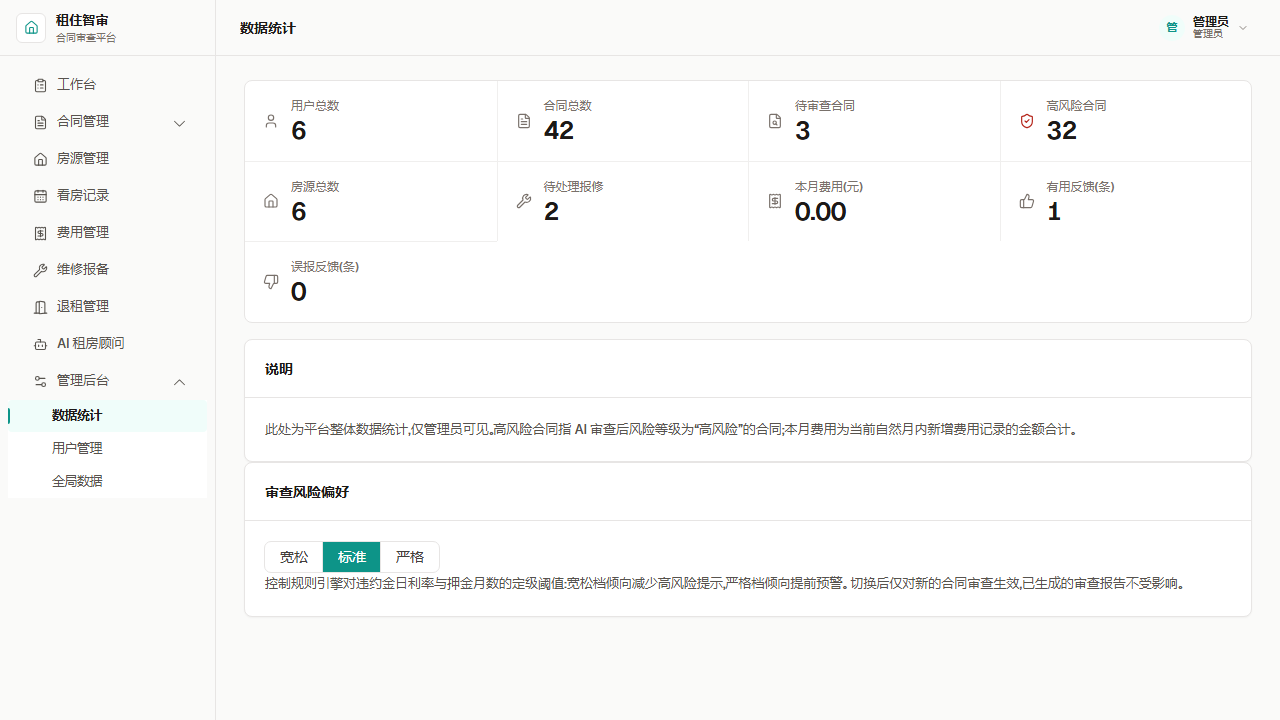 租住智审
合同审查平台
数据统计
管
管理员
管理员
工作台
合同管理
房源管理
看房记录
费用管理
维修报备
退租管理
AI 租房顾问
管理后台
数据统计
用户管理
全局数据
用户总数
6
合同总数
42
待审查合同
3
高风险合同
32
房源总数
6
待处理报修
2
本月费用(元)
0.00
有用反馈(条)
1
误报反馈(条)
0
说明
此处为平台整体数据统计,仅管理员可见。高风险合同指 AI 审查后风险等级为“高风险”的合同;本月费用为当前自然月内新增费用记录的金额合计。
审查风险偏好
宽松
标准
严格
控制规则引擎对违约金日利率与押金月数的定级阈值:宽松档倾向减少高风险提示,严格档倾向提前预警。切换后仅对新的合同审查生效,已生成的审查报告不受影响。